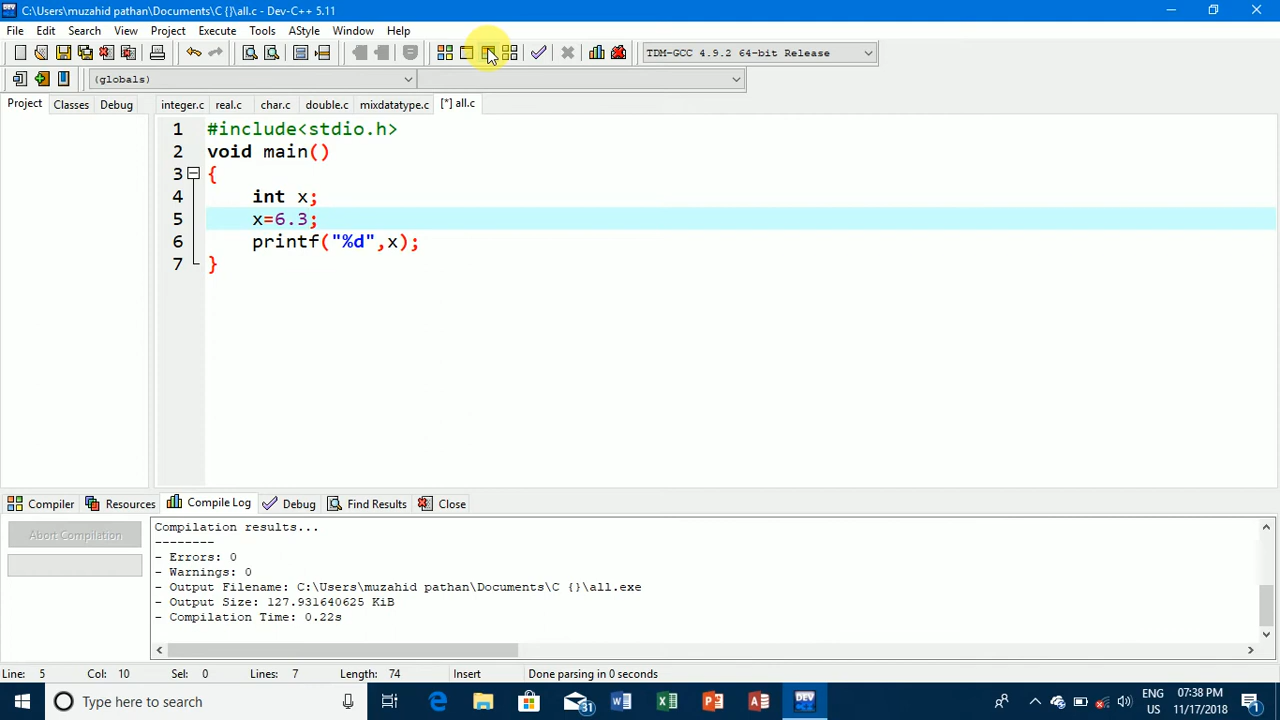 C:\Users\muzahid pathan\Documents\C {}\all.c - Dev-C++ 5.11
File Edit Search View Project Execute Tools AStyle Window Help
TDM-GCC 4.9.2 64-bit Release
(globals)
Project Classes Debug integer.c real.c char.c double.c mixdatatype.c [*] all.c
1 #include<stdio.h>
2 void main()
3 {
4 int x;
5 x=6.3;
6 printf("%d",x);
7 }
Compiler Resources Compile Log Debug Find Results Close
Abort Compilation
Compilation results...
--------
- Errors: 0
- Warnings: 0
- Output Filename: C:\Users\muzahid pathan\Documents\C {}\all.exe
- Output Size: 127.931640625 KiB
- Compilation Time: 0.22s
Line: 5 Col: 10 Sel: 0 Lines: 7 Length: 74 Insert Done parsing in 0 seconds
Type here to search
31
DEV
ENG
US
07:38 PM
11/17/2018
1